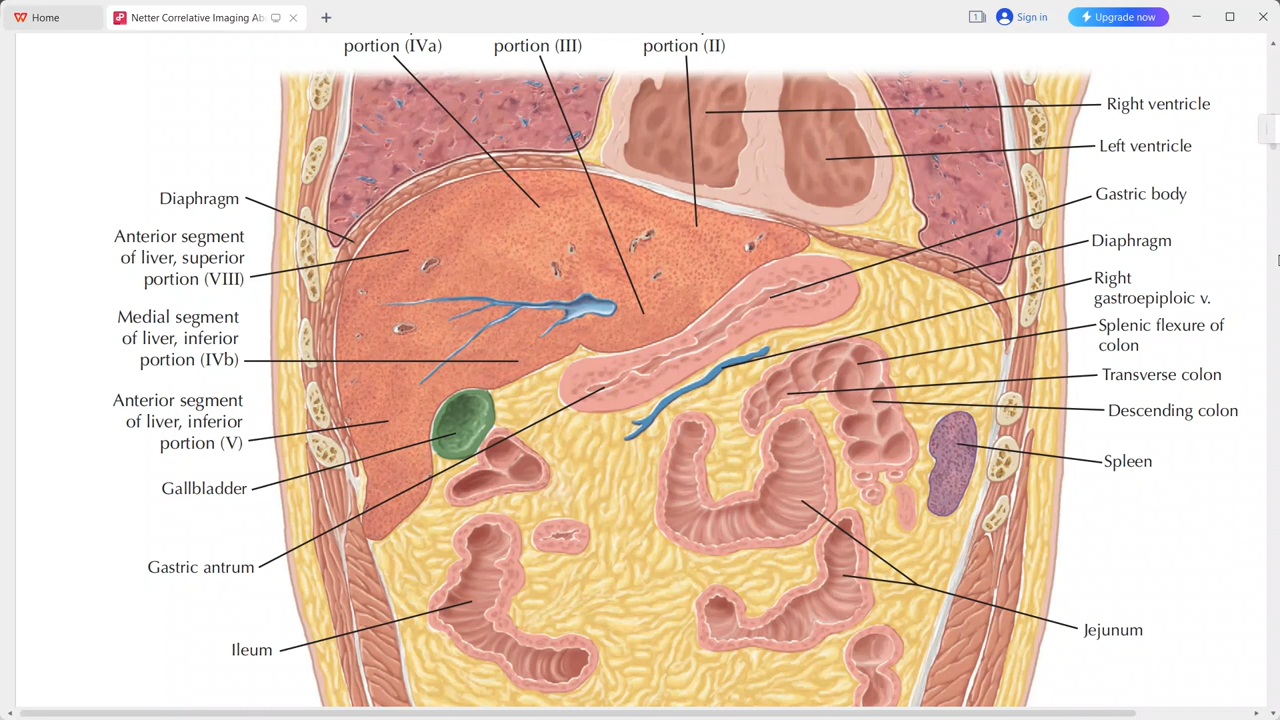 Home
Netter Correlative Imaging Ab
1
Sign in
Upgrade now
portion (IVa)
portion (III)
portion (II)
Right ventricle
Left ventricle
Gastric body
Diaphragm
Right
gastroepiploic v.
Splenic flexure of
colon
Transverse colon
Descending colon
Spleen
Jejunum
Diaphragm
Anterior segment
of liver, superior
portion (VIII)
Medial segment
of liver, inferior
portion (IVb)
Anterior segment
of liver, inferior
portion (V)
Gallbladder
Gastric antrum
Ileum